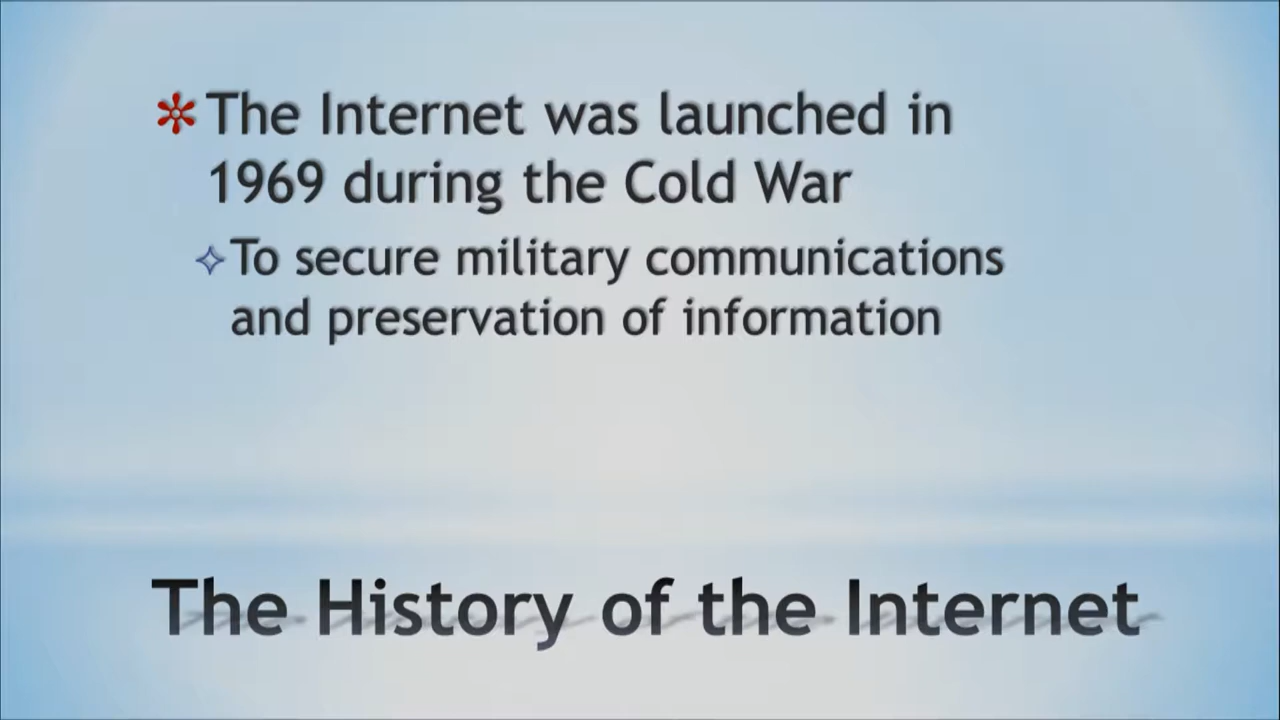 The Internet was launched in
1969 during the Cold War
To secure military communications
and preservation of information
The History of the Internet